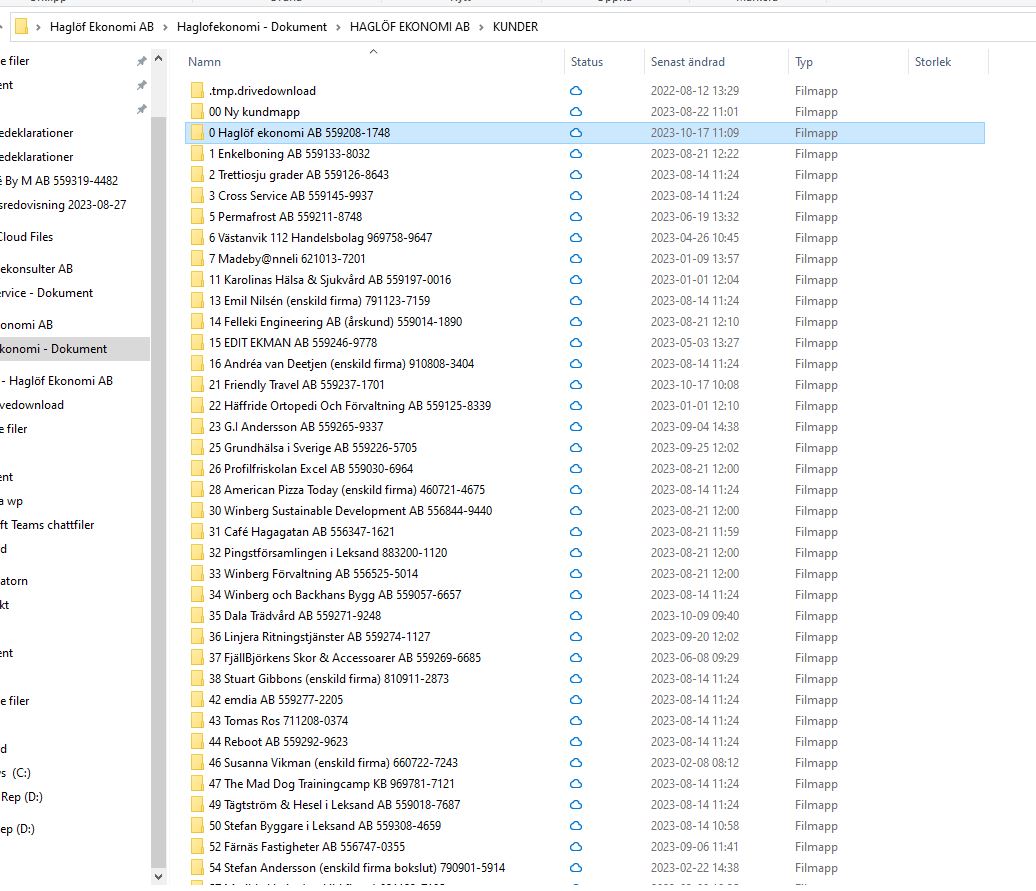 Haglöf Ekonomi AB > Haglofekonomi - Dokument > HAGLÖF EKONOMI AB > KUNDER
e filer
ent
edeklarationer
edeklarationer
By M AB 559319-4482
sredovisning 2023-08-27
Cloud Files
ekonsulter AB
ervice - Dokument
onomi AB
konomi - Dokument
- Haglöf Ekonomi AB
vedownload
e filer
ent
a wp
ft Teams chattfiler
d
atorn
kt
ent
e filer
d
s (C:)
Rep (D:)
ep (D:)
Namn Status Senast ändrad Typ Storlek
.tmp.drivedownload 2022-08-12 13:29 Filmapp
00 Ny kundmapp 2023-08-22 11:01 Filmapp
0 Haglöf ekonomi AB 559208-1748 2023-10-17 11:09 Filmapp
1 Enkelboning AB 559133-8032 2023-08-21 12:22 Filmapp
2 Trettiosju grader AB 559126-8643 2023-08-14 11:24 Filmapp
3 Cross Service AB 559145-9937 2023-08-14 11:24 Filmapp
5 Permafrost AB 559211-8748 2023-06-19 13:32 Filmapp
6 Västanvik 112 Handelsbolag 969758-9647 2023-04-26 10:45 Filmapp
7 Madeby@nneli 621013-7201 2023-01-09 13:57 Filmapp
11 Karolinas Hälsa & Sjukvård AB 559197-0016 2023-01-01 12:04 Filmapp
13 Emil Nilsén (enskild firma) 791123-7159 2023-08-14 11:24 Filmapp
14 Felleki Engineering AB (årskund) 559014-1890 2023-08-21 12:10 Filmapp
15 EDIT EKMAN AB 559246-9778 2023-05-03 13:27 Filmapp
16 Andréa van Deetjen (enskild firma) 910808-3404 2023-08-14 11:24 Filmapp
21 Friendly Travel AB 559237-1701 2023-10-17 10:08 Filmapp
22 Häffride Ortopedi Och Förvaltning AB 559125-8339 2023-01-01 12:10 Filmapp
23 G.I Andersson AB 559265-9337 2023-09-04 14:38 Filmapp
25 Grundhälsa i Sverige AB 559226-5705 2023-09-25 12:02 Filmapp
26 Profilfriskolan Excel AB 559030-6964 2023-08-21 12:00 Filmapp
28 American Pizza Today (enskild firma) 460721-4675 2023-08-14 11:24 Filmapp
30 Winberg Sustainable Development AB 556844-9440 2023-08-21 12:00 Filmapp
31 Café Hagagatan AB 556347-1621 2023-08-21 11:59 Filmapp
32 Pingstförsamlingen i Leksand 883200-1120 2023-08-21 12:00 Filmapp
33 Winberg Förvaltning AB 556525-5014 2023-08-21 12:00 Filmapp
34 Winberg och Backhans Bygg AB 559057-6657 2023-08-14 11:24 Filmapp
35 Dala Trädvård AB 559271-9248 2023-10-09 09:40 Filmapp
36 Linjera Ritningstjänster AB 559274-1127 2023-09-20 12:02 Filmapp
37 FjällBjörkens Skor & Accessoarer AB 559269-6685 2023-06-08 09:29 Filmapp
38 Stuart Gibbons (enskild firma) 810911-2873 2023-08-14 11:24 Filmapp
42 emdia AB 559277-2205 2023-08-14 11:24 Filmapp
43 Tomas Ros 711208-0374 2023-08-14 11:24 Filmapp
44 Reboot AB 559292-9623 2023-08-14 11:24 Filmapp
46 Susanna Vikman (enskild firma) 660722-7243 2023-02-08 08:12 Filmapp
47 The Mad Dog Trainingcamp KB 969781-7121 2023-08-14 11:24 Filmapp
49 Tägtström & Hesel i Leksand AB 559018-7687 2023-08-14 11:24 Filmapp
50 Stefan Byggare i Leksand AB 559308-4659 2023-08-14 10:58 Filmapp
52 Färnäs Fastigheter AB 556747-0355 2023-09-06 11:41 Filmapp
54 Stefan Andersson (enskild firma bokslut) 790901-5914 2023-02-22 14:38 Filmapp